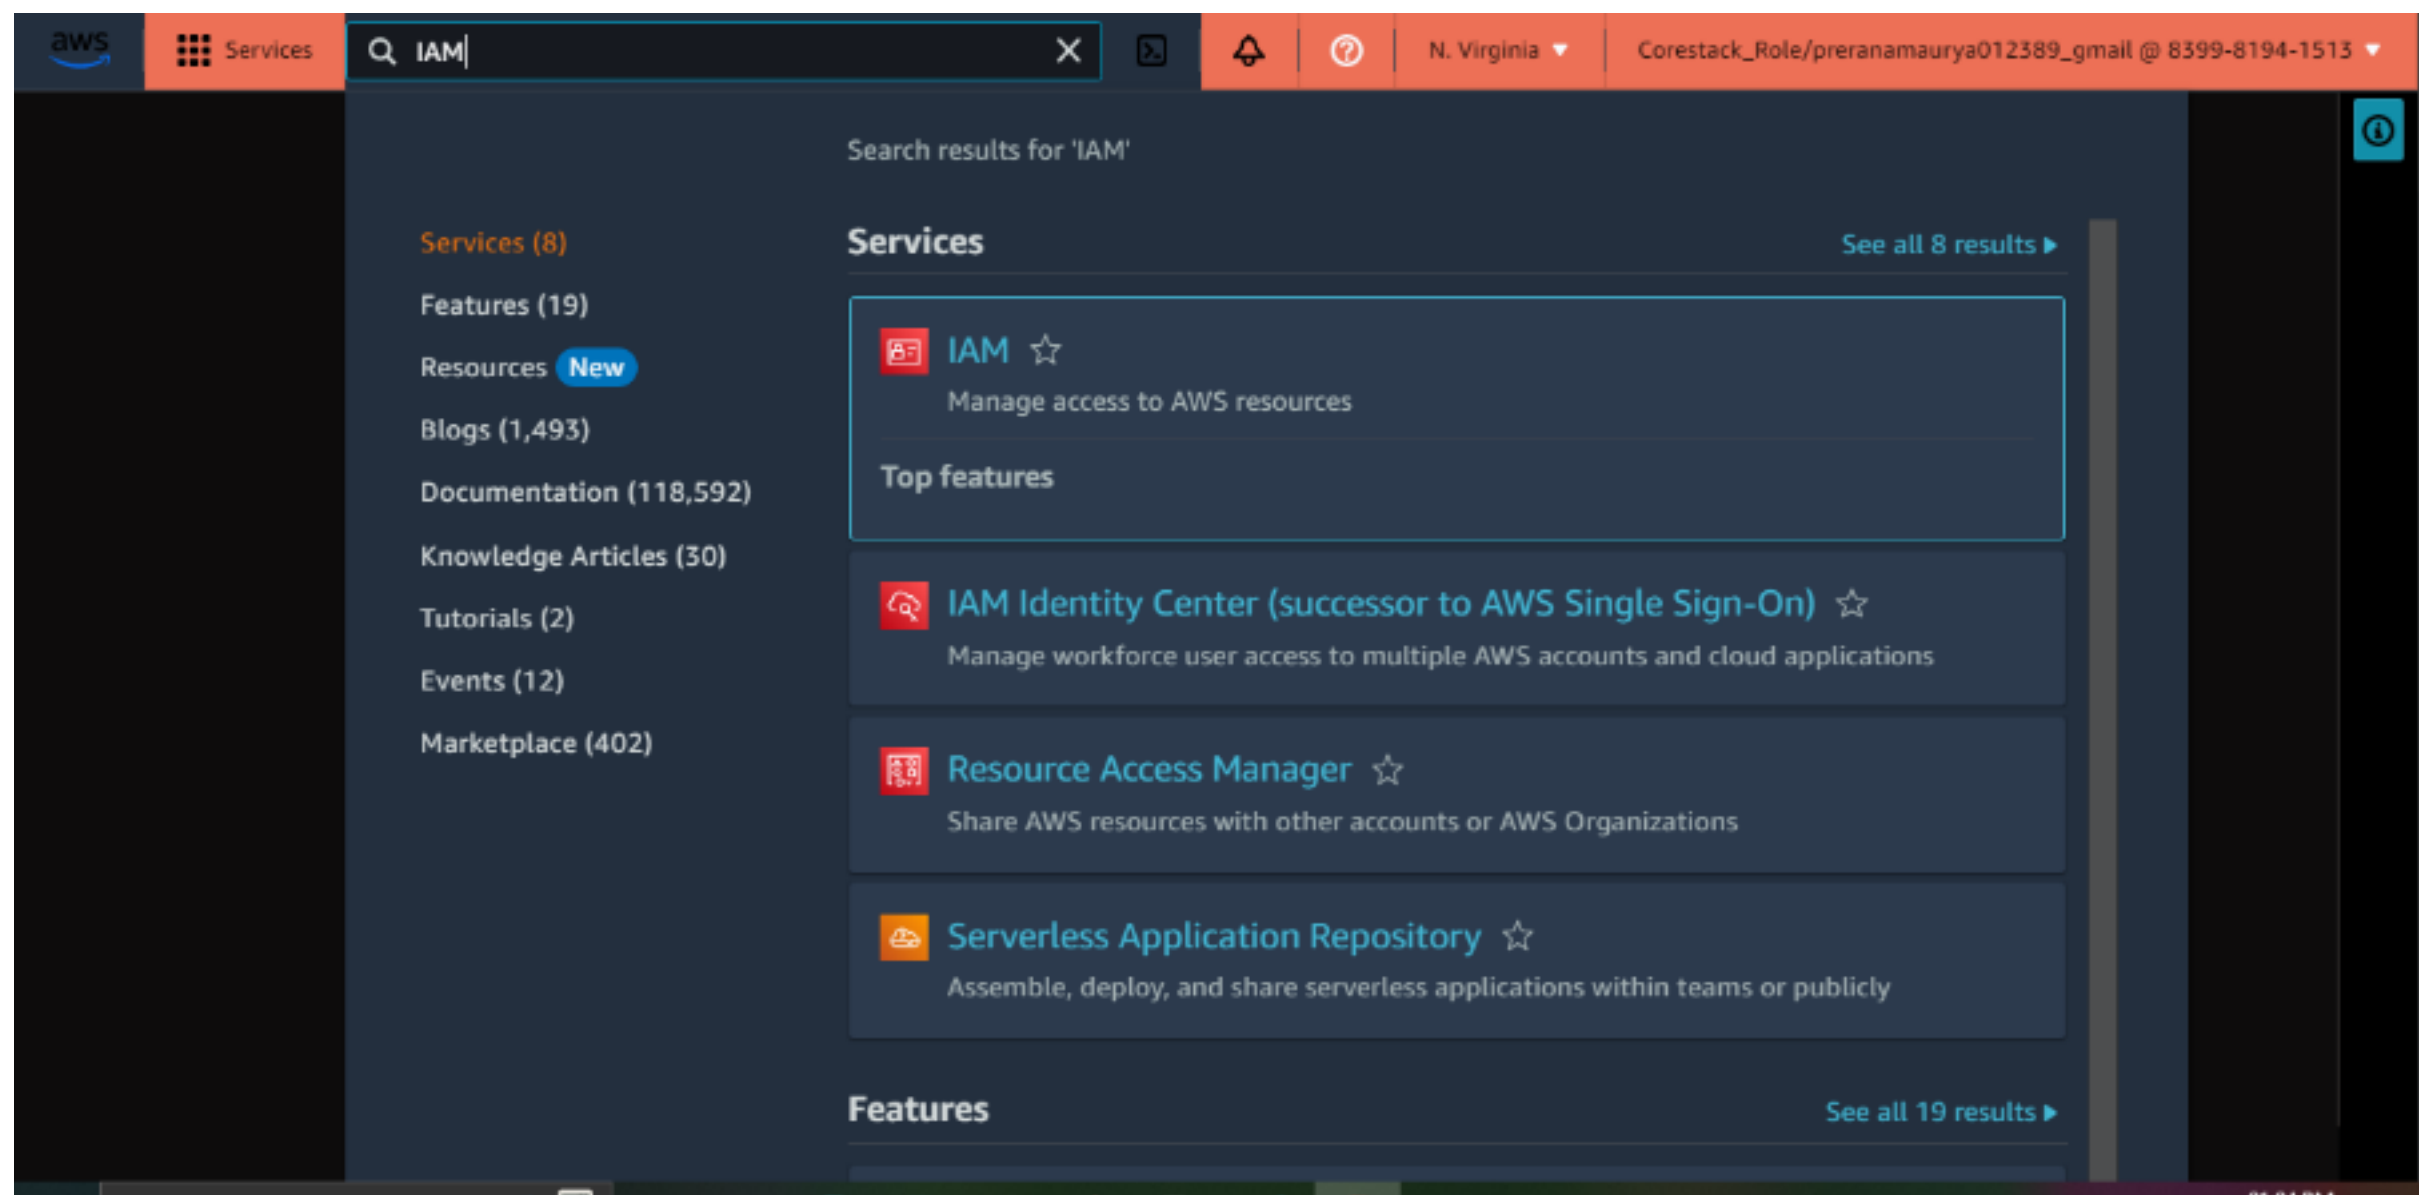 aws
Services
IAM
N. Virginia
Corestack_Role/preranamaurya012389_gmail @ 8399-8194-1513
Search results for 'IAM'
Services (8)
Features (19)
Resources New
Blogs (1,493)
Documentation (118,592)
Knowledge Articles (30)
Tutorials (2)
Events (12)
Marketplace (402)
Services
See all 8 results
IAM
Manage access to AWS resources
Top features
IAM Identity Center (successor to AWS Single Sign-On)
Manage workforce user access to multiple AWS accounts and cloud applications
Resource Access Manager
Share AWS resources with other accounts or AWS Organizations
Serverless Application Repository
Assemble, deploy, and share serverless applications within teams or publicly
Features
See all 19 results